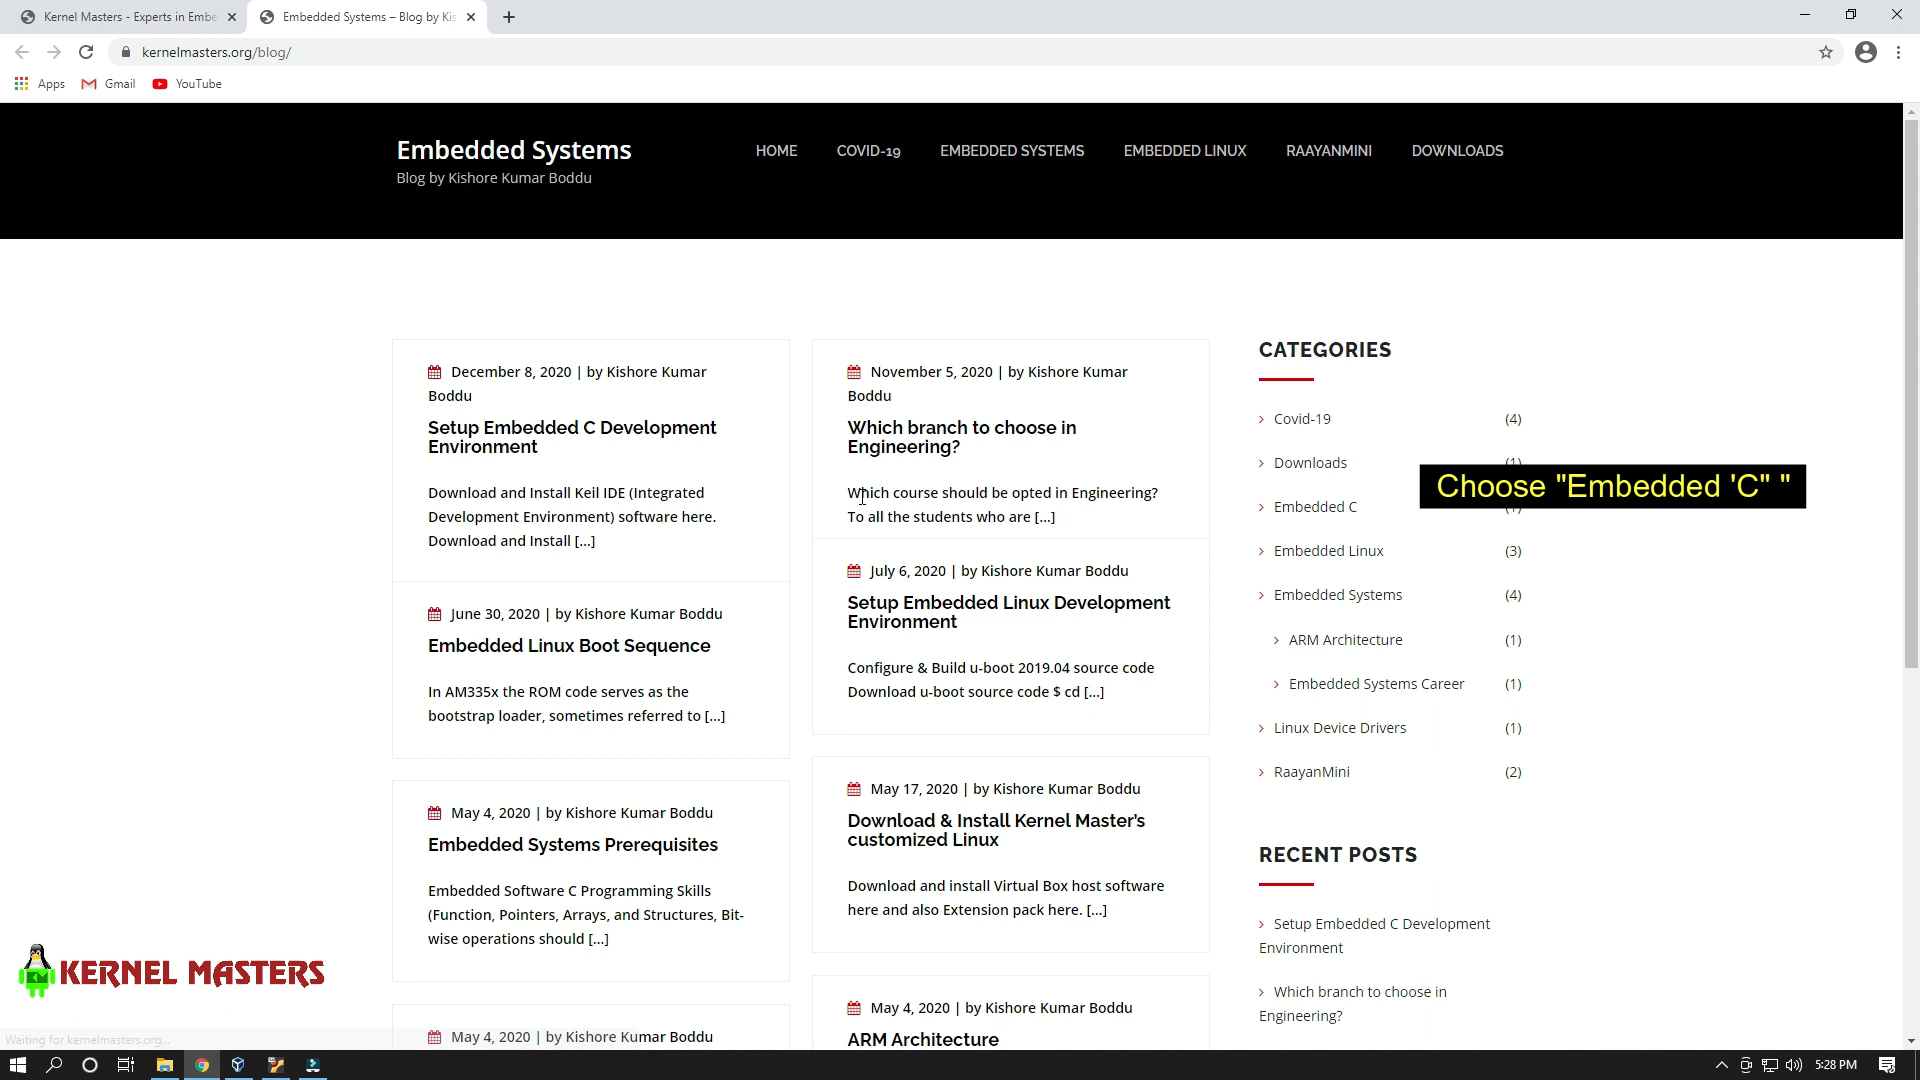 Kernel Masters - Experts in Embe
Embedded Systems – Blog by Kis
kernelmasters.org/blog/
Apps
Gmail
YouTube
Embedded Systems
Blog by Kishore Kumar Boddu
HOME
COVID-19
EMBEDDED SYSTEMS
EMBEDDED LINUX
RAAYANMINI
DOWNLOADS
December 8, 2020 | by Kishore Kumar
Boddu
Setup Embedded C Development
Environment
Download and Install Keil IDE (Integrated
Development Environment) software here.
Download and Install [...]
June 30, 2020 | by Kishore Kumar Boddu
Embedded Linux Boot Sequence
In AM335x the ROM code serves as the
bootstrap loader, sometimes referred to [...]
May 4, 2020 | by Kishore Kumar Boddu
Embedded Systems Prerequisites
Embedded Software C Programming Skills
(Function, Pointers, Arrays, and Structures, Bit-
wise operations should [...]
May 4, 2020 | by Kishore Kumar Boddu
November 5, 2020 | by Kishore Kumar
Boddu
Which branch to choose in
Engineering?
Which course should be opted in Engineering?
To all the students who are [...]
July 6, 2020 | by Kishore Kumar Boddu
Setup Embedded Linux Development
Environment
Configure & Build u-boot 2019.04 source code
Download u-boot source code $ cd [...]
May 17, 2020 | by Kishore Kumar Boddu
Download & Install Kernel Master's
customized Linux
Download and install Virtual Box host software
here and also Extension pack here. [...]
May 4, 2020 | by Kishore Kumar Boddu
ARM Architecture
CATEGORIES
Covid-19 (4)
Downloads (1)
Choose "Embedded 'C' "
Embedded C (1)
Embedded Linux (3)
Embedded Systems (4)
ARM Architecture (1)
Embedded Systems Career (1)
Linux Device Drivers (1)
RaayanMini (2)
RECENT POSTS
Setup Embedded C Development
Environment
Which branch to choose in
Engineering?
KERNEL MASTERS
Waiting for kernelmasters.org...
5:28 PM